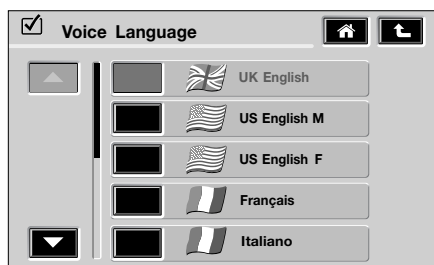 Voice Language
UK English
US English M
US English F
Français
Italiano